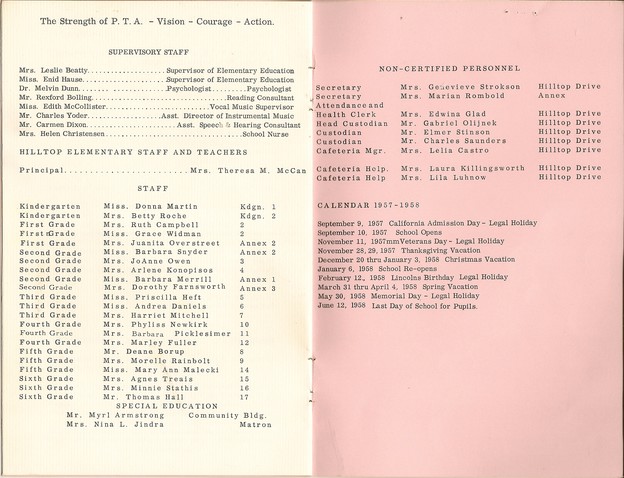 The Strength of P. T. A. - Vision - Courage - Action.
SUPERVISORY STAFF
Mrs. Leslie Beatty.....................Supervisor of Elementary Education
Miss. Enid Hause.....................Supervisor of Elementary Education
Dr. Melvin Dunn......................Psychologist........Psychologist
Mr. Rexford Bolling...................................Reading Consultant
Miss. Edith McCollister..........................Vocal Music Supervisor
Mr. Charles Yoder...............Asst. Director of Instrumental Music
Mr. Carmen Dixon......................Asst. Speech & Hearing Consultant
Mrs. Helen Christensen...................................School Nurse
HILLTOP ELEMENTARY STAFF AND TEACHERS
Principal................................Mrs. Theresa M. McCan
STAFF
Kindergarten Miss. Donna Martin Kdgn. 1
Kindergarten Mrs. Betty Roche Kdgn. 2
First Grade Mrs. Ruth Campbell 2
First Grade Miss. Grace Widman 2
First Grade Mrs. Juanita Overstreet Annex 2
Second Grade Miss. Barbara Snyder Annex 2
Second Grade Mrs. JoAnne Owen 3
Second Grade Mrs. Arlene Konopisos 4
Second Grade Miss. Barbara Merrill Annex 1
Second Grade Mrs. Dorothy Farnsworth Annex 3
Third Grade Miss. Priscilla Heft 5
Third Grade Miss. Andrea Daniels 6
Third Grade Mrs. Harriet Mitchell 7
Fourth Grade Mrs. Phyliss Newkirk 10
Fourth Grade Mrs. Barbara Picklesimer 11
Fourth Grade Mrs. Marley Fuller 12
Fifth Grade Mr. Deane Borup 8
Fifth Grade Mrs. Morelle Rainbolt 9
Fifth Grade Miss. Mary Ann Malecki 14
Sixth Grade Mrs. Agnes Treais 15
Sixth Grade Mrs. Minnie Stathis 16
Sixth Grade Mr. Thomas Hall 17
SPECIAL EDUCATION
Mr. Myrl Armstrong Community Bldg.
Mrs. Nina L. Jindra Matron
NON-CERTIFIED PERSONNEL
Secretary Mrs. Genevieve Strokson Hilltop Drive
Secretary Mrs. Marian Rombold Annex
Attendance and
Health Clerk Mrs. Edwina Glad Hilltop Drive
Head Custodian Mr. Gabriel Olijnek Hilltop Drive
Custodian Mr. Elmer Stinson Hilltop Drive
Custodian Mr. Charles Saunders Hilltop Drive
Cafeteria Mgr. Mrs. Lelia Castro Hilltop Drive
Cafeteria Help. Mrs. Laura Killingsworth Hilltop Drive
Cafeteria Help Mrs. Lila Luhnow Hilltop Drive
CALENDAR 1957-1958
September 9, 1957 California Admission Day - Legal Holiday
September 10, 1957 School Opens
November 11, 1957mmVeterans Day - Legal Holiday
November 28, 29, 1957 Thanksgiving Vacation
December 20 thru January 3, 1958 Christmas Vacation
January 6, 1958 School Re-opens
February 12, 1958 Lincolns Birthday Legal Holiday
March 31 thru April 4, 1958 Spring Vacation
May 30, 1958 Memorial Day - Legal Holiday
June 12, 1958 Last Day of School for Pupils.